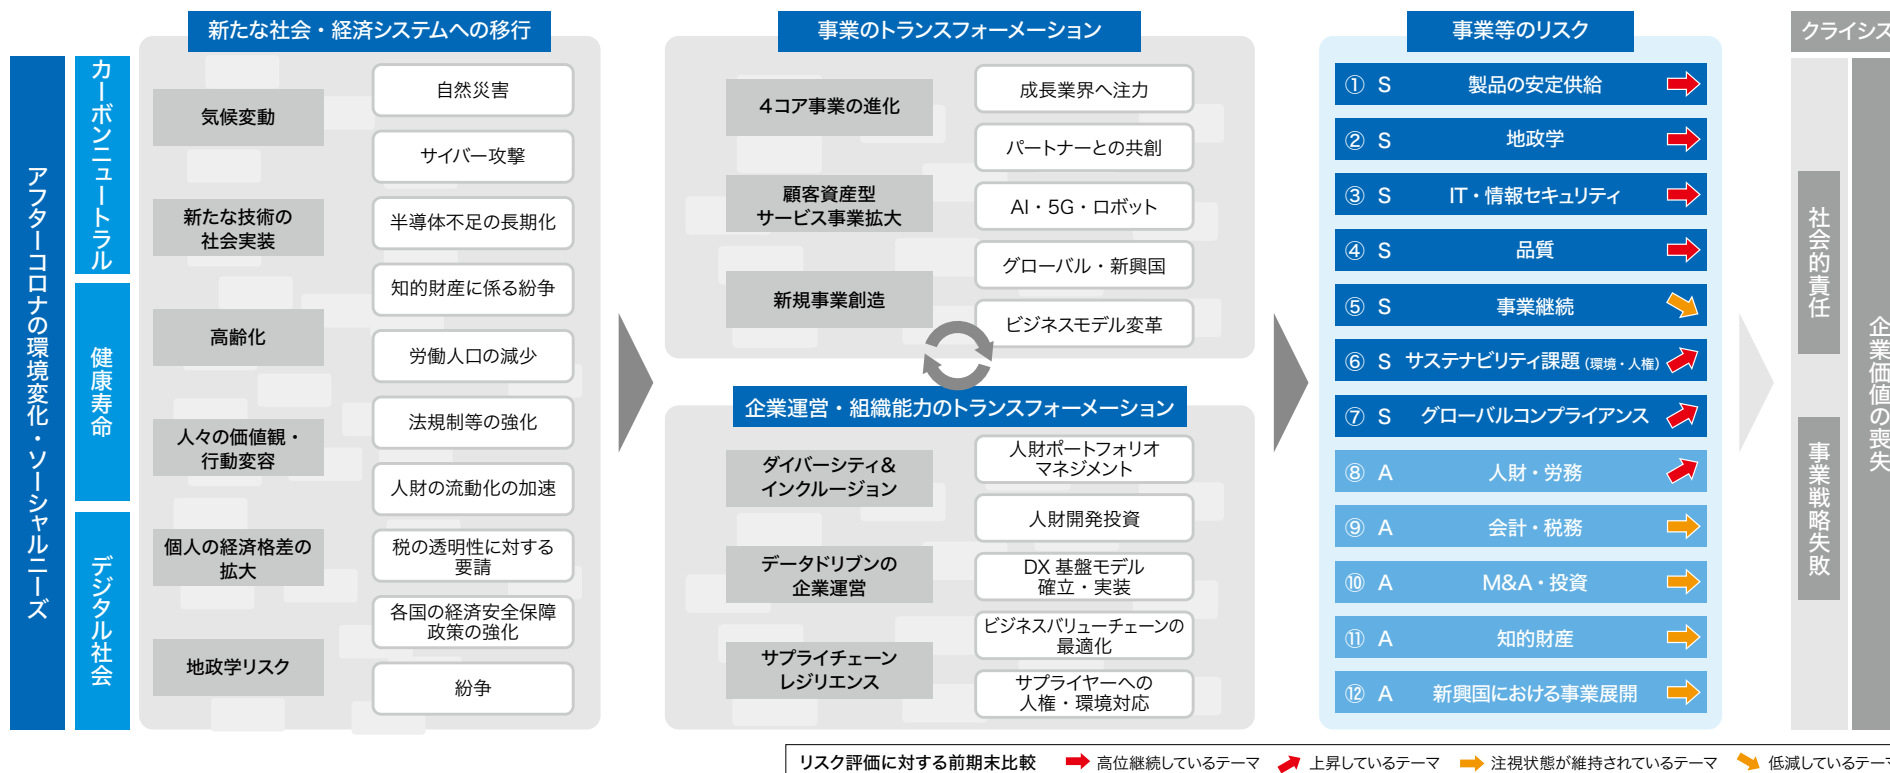 アフターコロナの環境変化・ソーシャルニーズ
カーボンニュートラル
健康寿命
デジタル社会
新たな社会・経済システムへの移行
気候変動
新たな技術の
社会実装
高齢化
人々の価値観・
行動変容
個人の経済格差の
拡大
地政学リスク
自然災害
サイバー攻撃
半導体不足の長期化
知的財産に係る紛争
労働人口の減少
法規制等の強化
人財の流動化の加速
税の透明性に対する
要請
各国の経済安全保障
政策の強化
紛争
事業のトランスフォーメーション
4コア事業の進化
顧客資産型
サービス事業拡大
新規事業創造
成長業界へ注力
パートナーとの共創
AI・5G・ロボット
グローバル・新興国
ビジネスモデル変革
企業運営・組織能力のトランスフォーメーション
ダイバーシティ&
インクルージョン
データドリブンの
企業運営
サプライチェーン
レジリエンス
人財ポートフォリオ
マネジメント
人財開発投資
DX 基盤モデル
確立・実装
ビジネスバリューチェーンの
最適化
サプライヤーへの
人権・環境対応
事業等のリスク
① S 製品の安定供給
② S 地政学
③ S IT・情報セキュリティ
④ S 品質
⑤ S 事業継続
⑥ S サステナビリティ課題 (環境・人権)
⑦ S グローバルコンプライアンス
⑧ A 人財・労務
⑨ A 会計・税務
⑩ A M&A・投資
⑪ A 知的財産
⑫ A 新興国における事業展開
クライシス
社会的責任
事業戦略失敗
企業価値の喪失
リスク評価に対する前期末比較 高位継続しているテーマ 上昇しているテーマ 注視状態が維持されているテーマ 低減しているテーマ